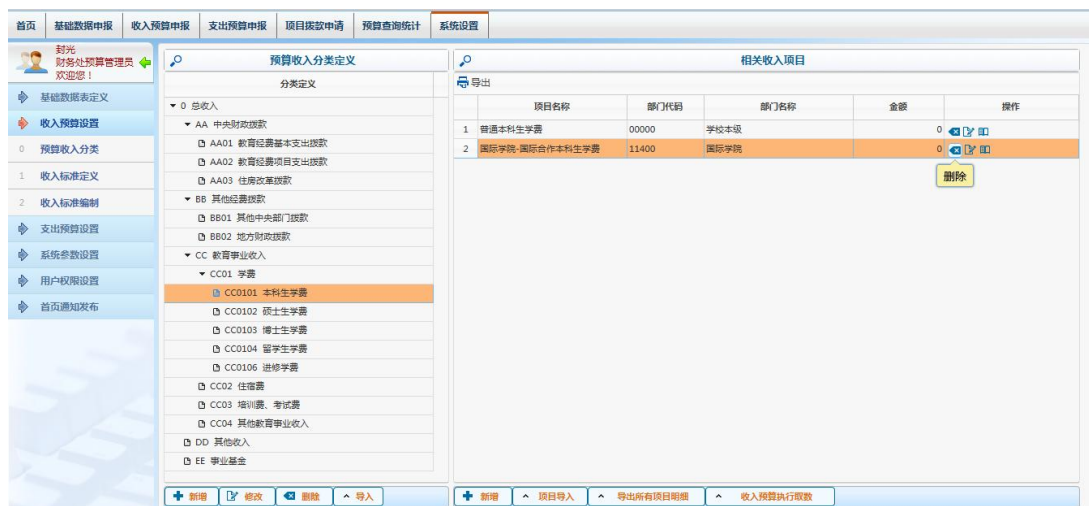 首页 基础数据申报 收入预算申报 支出预算申报 项目拨款申请 预算查询统计 系统设置
封光
财务处预算管理员
欢迎您！
基础数据表定义
收入预算设置
0 预算收入分类
1 收入标准定义
2 收入标准编制
支出预算设置
系统参数设置
用户权限设置
首页通知发布
预算收入分类定义
分类定义
0 总收入
AA 中央财政拨款
AA01 教育经费基本支出拨款
AA02 教育经费项目支出拨款
AA03 住房改革拨款
BB 其他经费拨款
BB01 其他中央部门拨款
BB02 地方财政拨款
CC 教育事业收入
CC01 学费
CC0101 本科生学费
CC0102 硕士生学费
CC0103 博士生学费
CC0104 留学生学费
CC0106 进修学费
CC02 住宿费
CC03 培训费、考试费
CC04 其他教育事业收入
DD 其他收入
EE 事业基金
新增 修改 删除 导入
相关收入项目
导出
项目名称 部门代码 部门名称 金额 操作
1 普通本科生学费 00000 学校本级 0
2 国际学院-国际合作本科生学费 11400 国际学院 0
删除
新增 项目导入 导出所有项目明细 收入预算执行取数